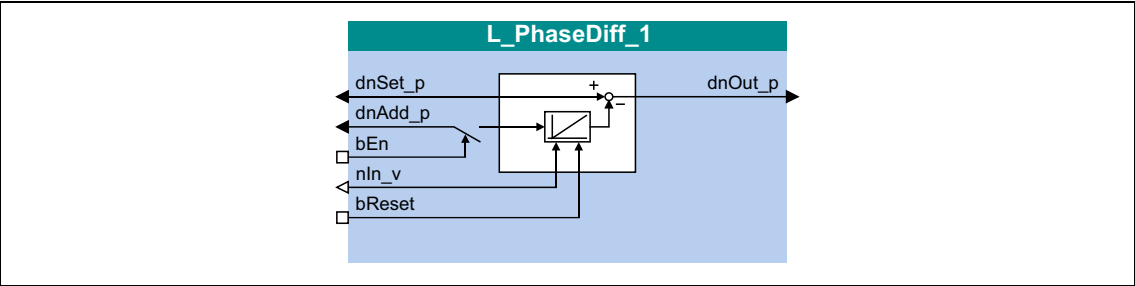 L_PhaseDiff_1
dnSet_p
+
dnOut_p
−
dnAdd_p
bEn
nIn_v
bReset